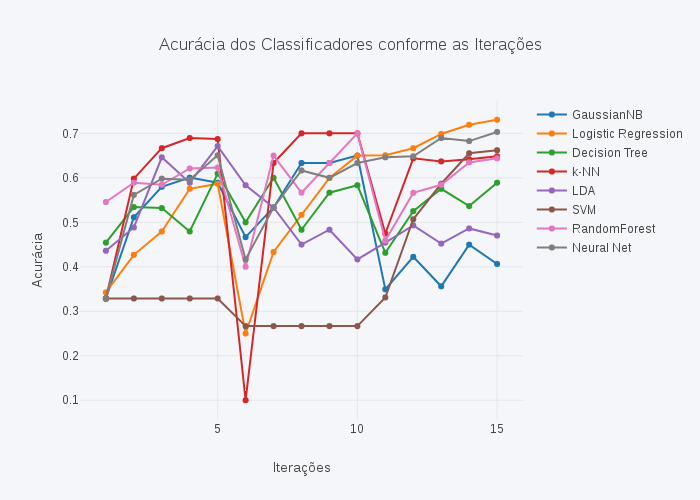 Acurácia dos Classificadores conforme as Iterações
GaussianNB
Logistic Regression
Decision Tree
k-NN
LDA
SVM
RandomForest
Neural Net
Acurácia
0.7
0.6
0.5
0.4
0.3
0.2
0.1
5
10
15
Iterações